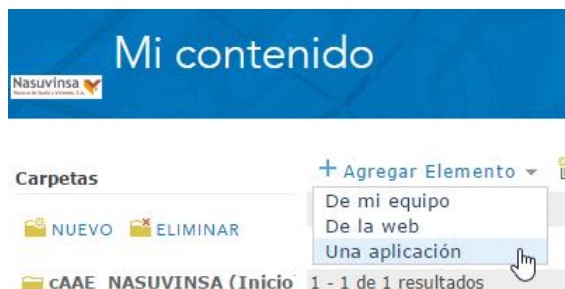 Mi contenido
Nasuvinsa
Carpetas
+ Agregar Elemento
De mi equipo
NUEVO ELIMINAR
De la web
Una aplicación
cAAE_NASUVINSA (Inicio
1 - 1 de 1 resultados